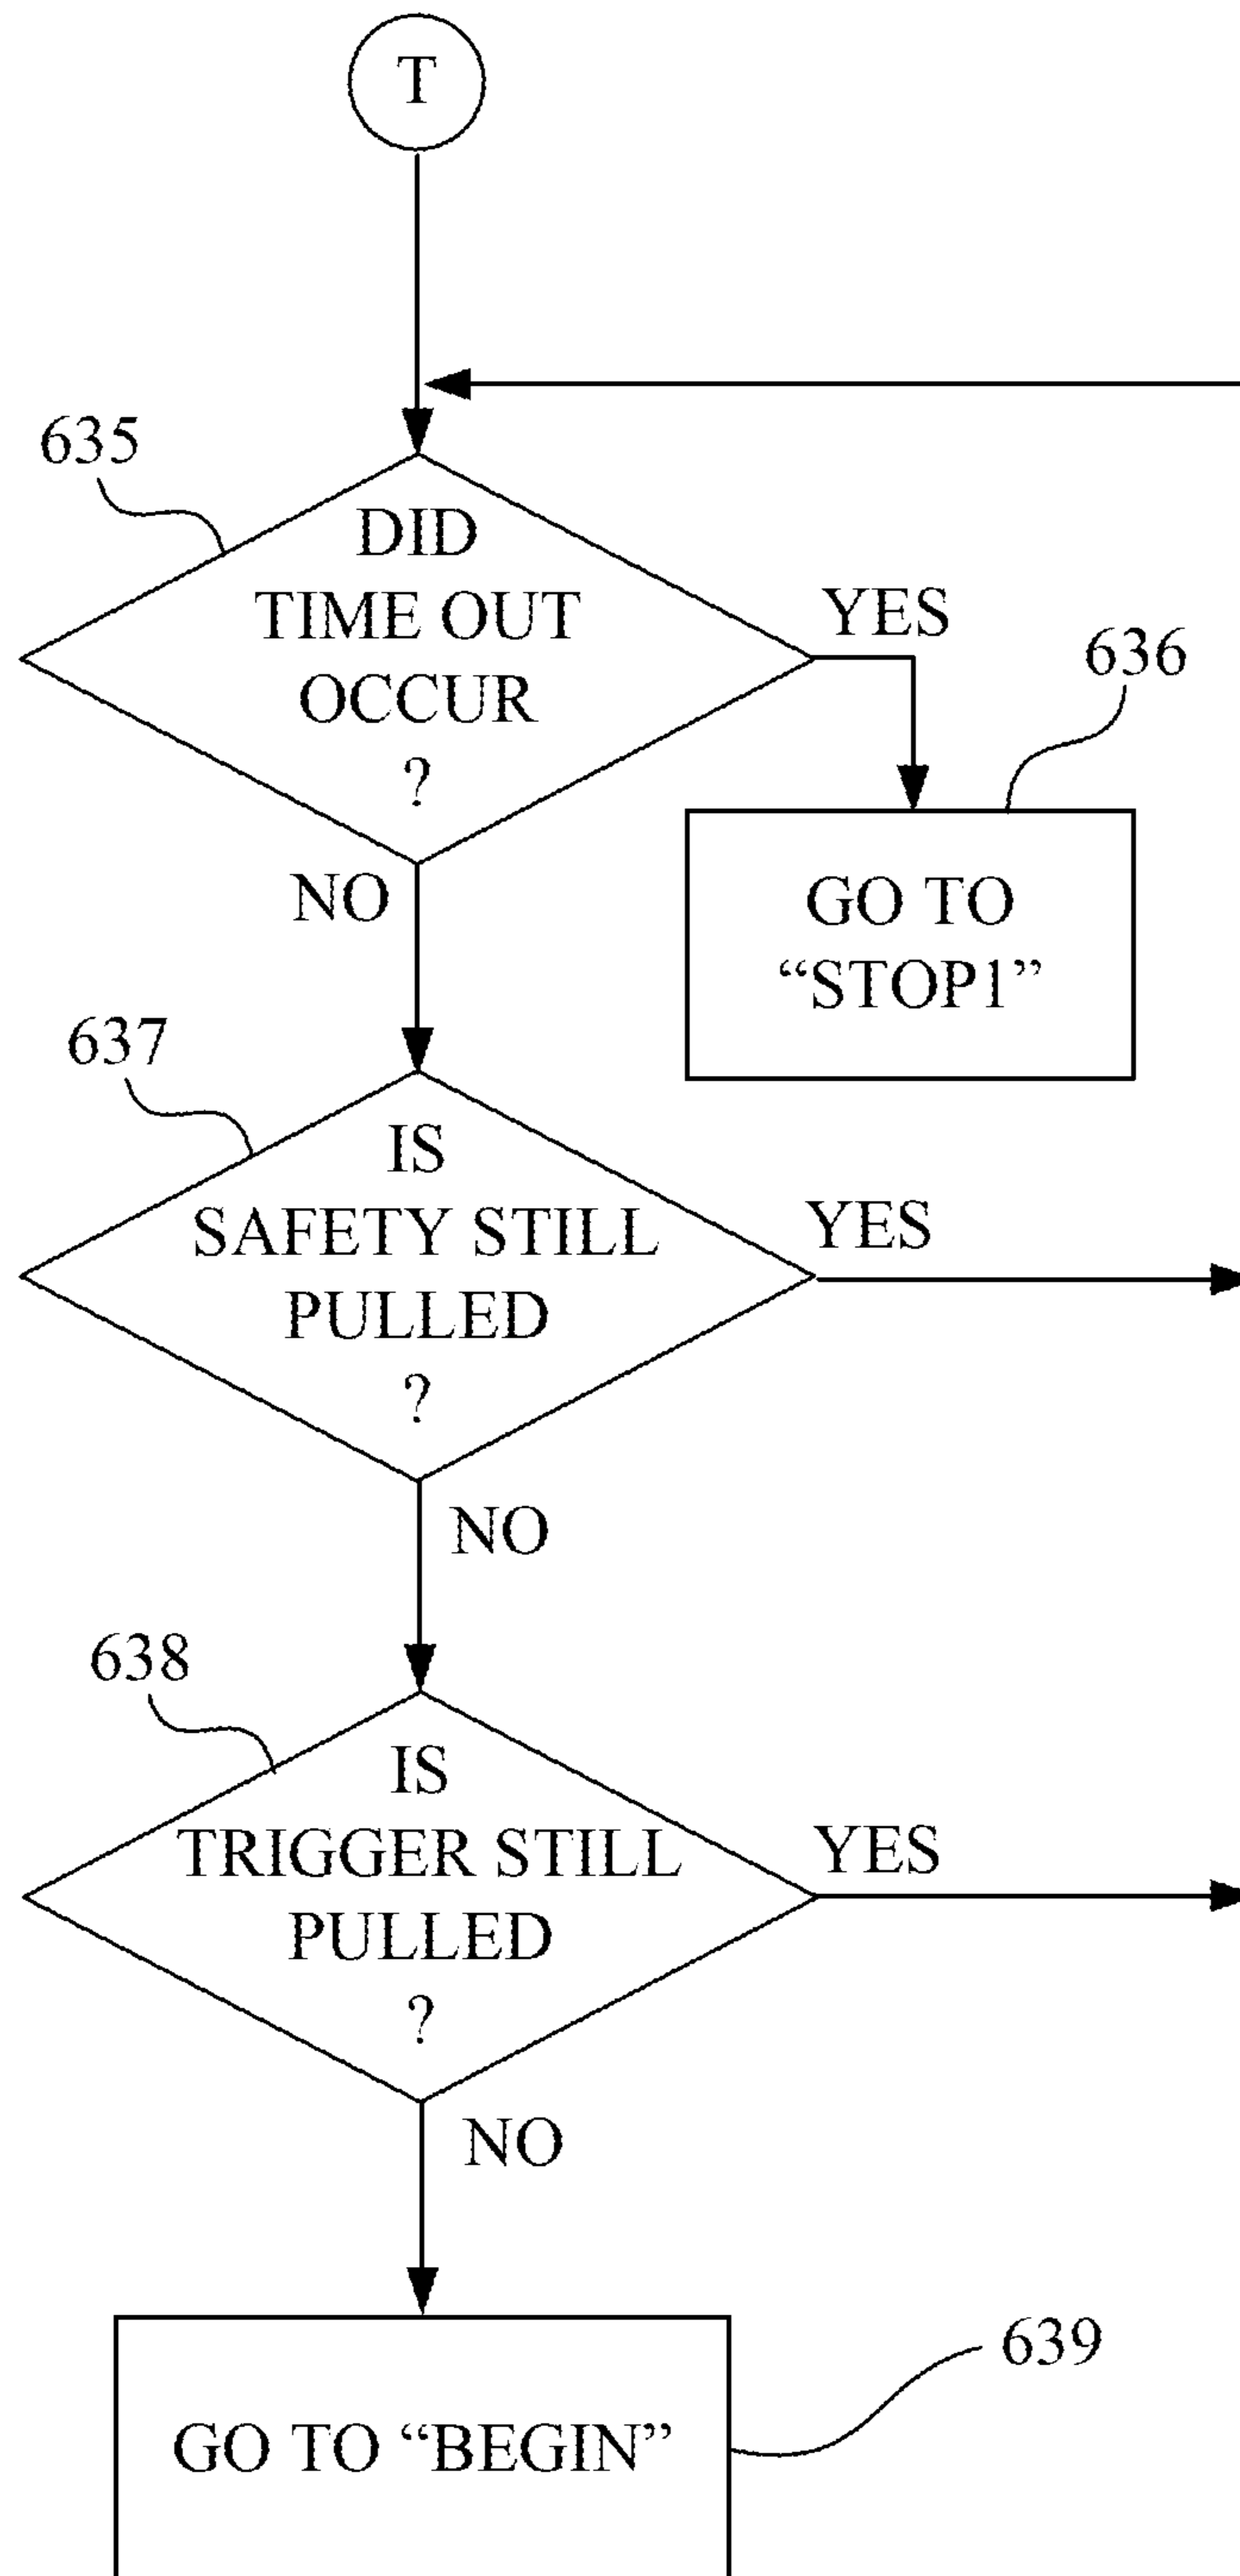 T
635
DID
TIME OUT
OCCUR
?
YES
636
GO TO
“STOP1”
NO
637
IS
SAFETY STILL
PULLED
?
YES
NO
638
IS
TRIGGER STILL
PULLED
?
YES
NO
639
GO TO “BEGIN”